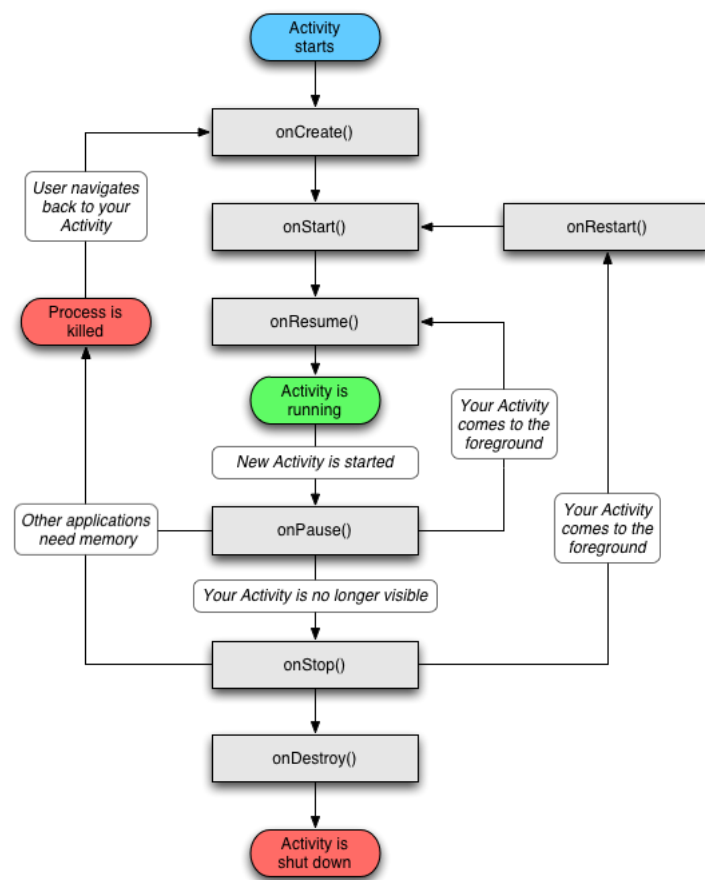 Activity
starts
onCreate()
User navigates
back to your
Activity
onStart()
onRestart()
Process is
killed
onResume()
Activity is
running
Your Activity
comes to the
foreground
New Activity is started
Other applications
need memory
onPause()
Your Activity
comes to the
foreground
Your Activity is no longer visible
onStop()
onDestroy()
Activity is
shut down